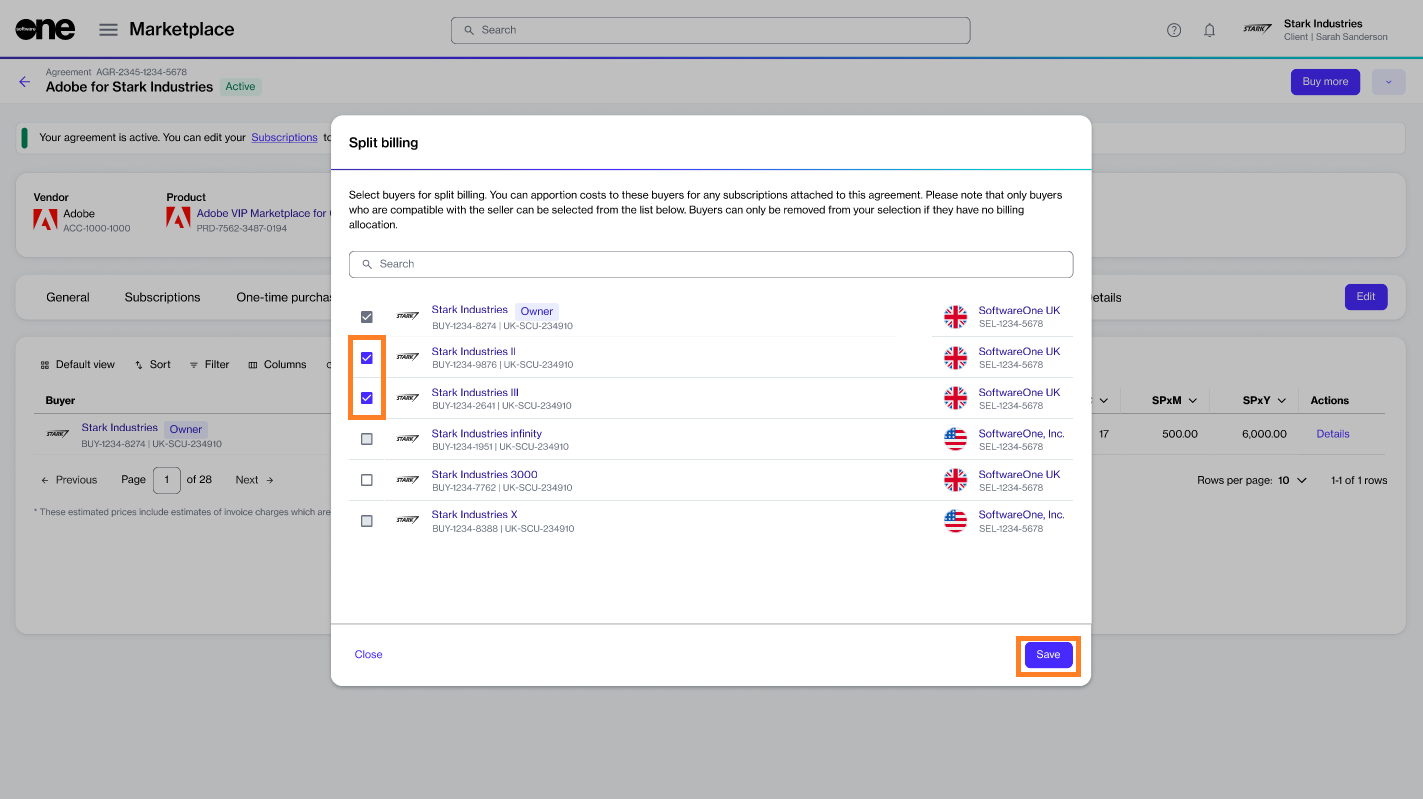 software one
Marketplace
Search
STARK
Stark Industries
Client | Sarah Sanderson
Agreement AGR-2345-1234-5678
Adobe for Stark Industries Active
Buy more
Your agreement is active. You can edit your Subscriptions to
Vendor
Adobe
ACC-1000-1000
Product
Adobe VIP Marketplace for
PRD-7562-3487-0194
General Subscriptions One-time purchas
Details
Edit
Default view Sort Filter Columns
Buyer
SPxM SPxY Actions
STARK
Stark Industries Owner
BUY-1234-8274 | UK-SCU-234910
17 500.00 6,000.00 Details
Previous Page 1 of 28 Next
Rows per page: 10 1-1 of 1 rows
* These estimated prices include estimates of invoice charges which are
Split billing
Select buyers for split billing. You can apportion costs to these buyers for any subscriptions attached to this agreement. Please note that only buyers
who are compatible with the seller can be selected from the list below. Buyers can only be removed from your selection if they have no billing
allocation.
Search
STARK
Stark Industries Owner
BUY-1234-8274 | UK-SCU-234910
SoftwareOne UK
SEL-1234-5678
STARK
Stark Industries II
BUY-1234-9876 | UK-SCU-234910
SoftwareOne UK
SEL-1234-5678
STARK
Stark Industries III
BUY-1234-2641 | UK-SCU-234910
SoftwareOne UK
SEL-1234-5678
STARK
Stark Industries infinity
BUY-1234-1951 | UK-SCU-234910
SoftwareOne, Inc.
SEL-1234-5678
STARK
Stark Industries 3000
BUY-1234-7762 | UK-SCU-234910
SoftwareOne UK
SEL-1234-5678
STARK
Stark Industries X
BUY-1234-8388 | UK-SCU-234910
SoftwareOne, Inc.
SEL-1234-5678
Close
Save